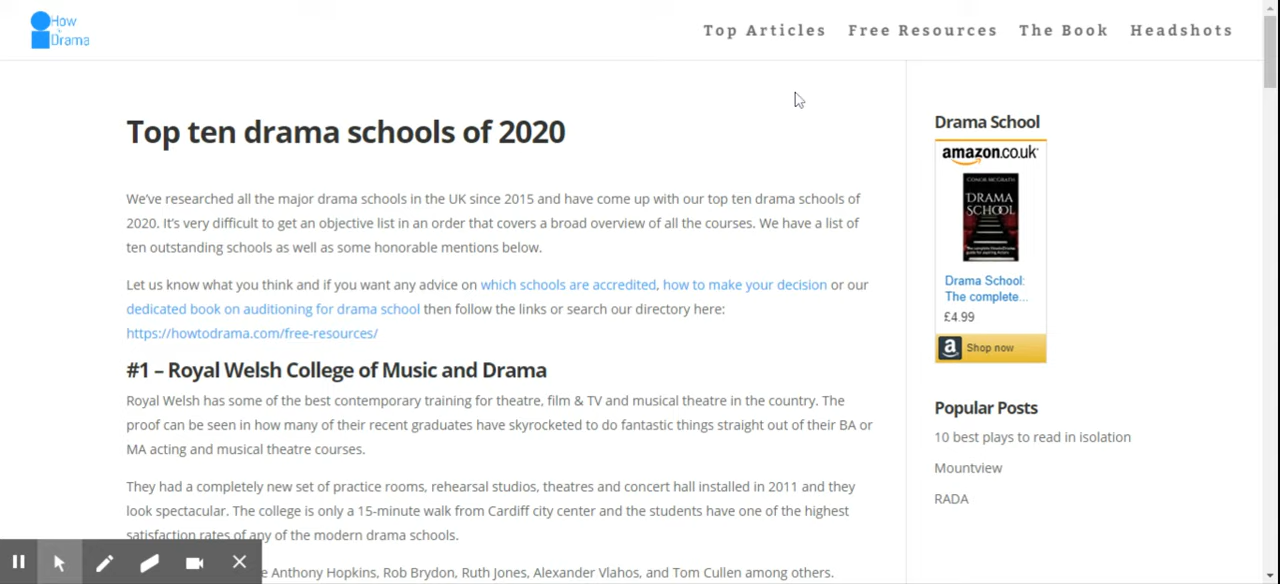 How
to
Drama
Top Articles Free Resources The Book Headshots
Top ten drama schools of 2020
We've researched all the major drama schools in the UK since 2015 and have come up with our top ten drama schools of
2020. It's very difficult to get an objective list in an order that covers a broad overview of all the courses. We have a list of
ten outstanding schools as well as some honorable mentions below.
Let us know what you think and if you want any advice on which schools are accredited, how to make your decision or our
dedicated book on auditioning for drama school then follow the links or search our directory here:
https://howtodrama.com/free-resources/
#1 – Royal Welsh College of Music and Drama
Royal Welsh has some of the best contemporary training for theatre, film & TV and musical theatre in the country. The
proof can be seen in how many of their recent graduates have skyrocketed to do fantastic things straight out of their BA or
MA acting and musical theatre courses.
They had a completely new set of practice rooms, rehearsal studios, theatres and concert hall installed in 2011 and they
look spectacular. The college is only a 15-minute walk from Cardiff city center and the students have one of the highest
satisfaction rates of any of the modern drama schools.
Anthony Hopkins, Rob Brydon, Ruth Jones, Alexander Vlahos, and Tom Cullen among others.
Drama School
amazon.co.uk
CONOR MCGRATH
DRAMA
SCHOOL
Drama School:
The complete...
£4.99
a Shop now
Popular Posts
10 best plays to read in isolation
Mountview
RADA